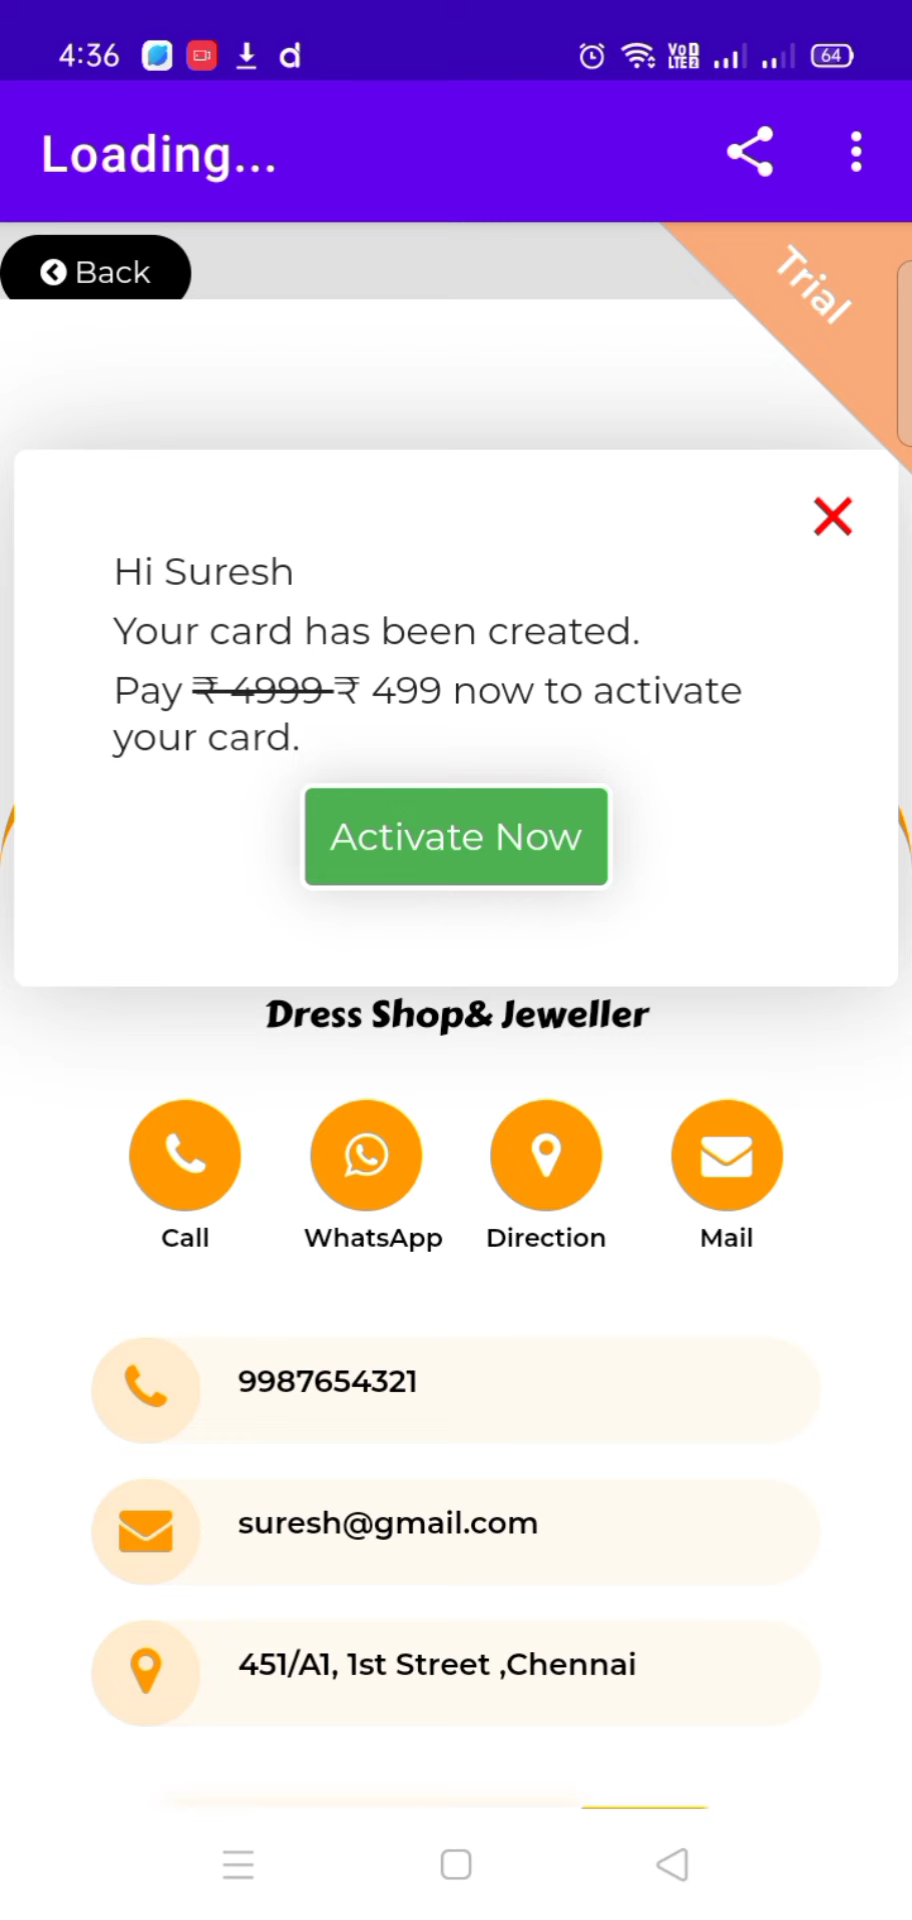 4:36 d VoD LTE2 64
Loading...
Back
Trial
Hi Suresh
Your card has been created.
Pay ₹ 4999 ₹ 499 now to activate
your card.
Activate Now
Dress Shop& Jeweller
Call WhatsApp Direction Mail
9987654321
suresh@gmail.com
451/A1, 1st Street ,Chennai